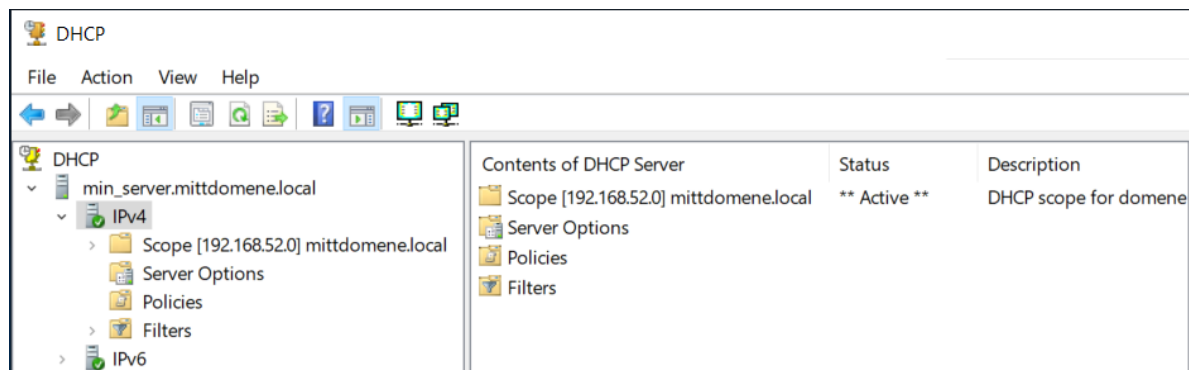 DHCP
File Action View Help
DHCP
min_server.mittdomene.local
IPv4
Scope [192.168.52.0] mittdomene.local
Server Options
Policies
Filters
IPv6
Contents of DHCP Server Status Description
Scope [192.168.52.0] mittdomene.local ** Active ** DHCP scope for domene
Server Options
Policies
Filters